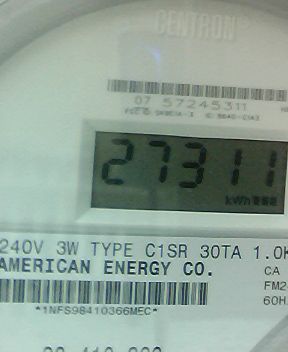 CENTRON
07 57245311
27311
kWh
240V 3W TYPE C1SR 30TA 1.0K
AMERICAN ENERGY CO.
CA
FM2
60H
*1NFS98410366MEC*